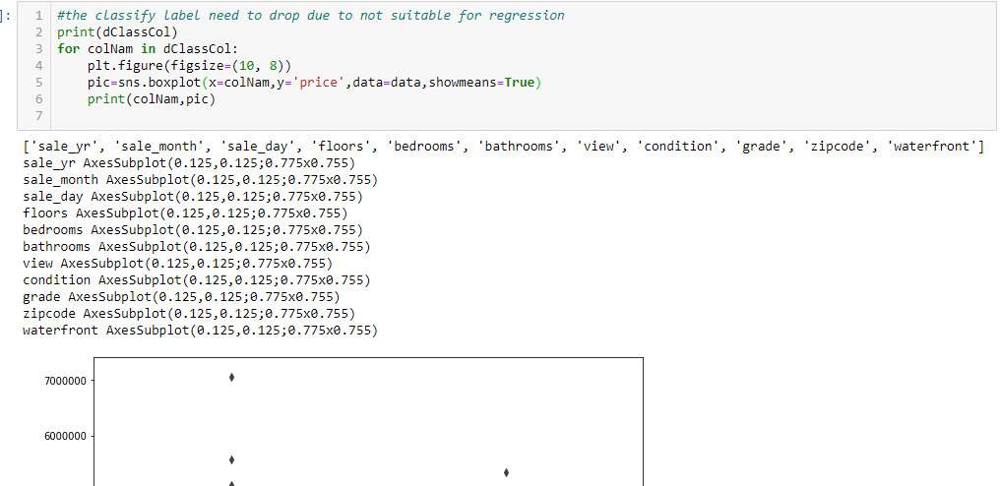 ]:
1 #the classify label need to drop due to not suitable for regression
2 print(dClassCol)
3 for colNam in dClassCol:
4     plt.figure(figsize=(10, 8))
5     pic=sns.boxplot(x=colNam,y='price',data=data,showmeans=True)
6     print(colNam,pic)
7
['sale_yr', 'sale_month', 'sale_day', 'floors', 'bedrooms', 'bathrooms', 'view', 'condition', 'grade', 'zipcode', 'waterfront']
sale_yr AxesSubplot(0.125,0.125;0.775x0.755)
sale_month AxesSubplot(0.125,0.125;0.775x0.755)
sale_day AxesSubplot(0.125,0.125;0.775x0.755)
floors AxesSubplot(0.125,0.125;0.775x0.755)
bedrooms AxesSubplot(0.125,0.125;0.775x0.755)
bathrooms AxesSubplot(0.125,0.125;0.775x0.755)
view AxesSubplot(0.125,0.125;0.775x0.755)
condition AxesSubplot(0.125,0.125;0.775x0.755)
grade AxesSubplot(0.125,0.125;0.775x0.755)
zipcode AxesSubplot(0.125,0.125;0.775x0.755)
waterfront AxesSubplot(0.125,0.125;0.775x0.755)
7000000
6000000